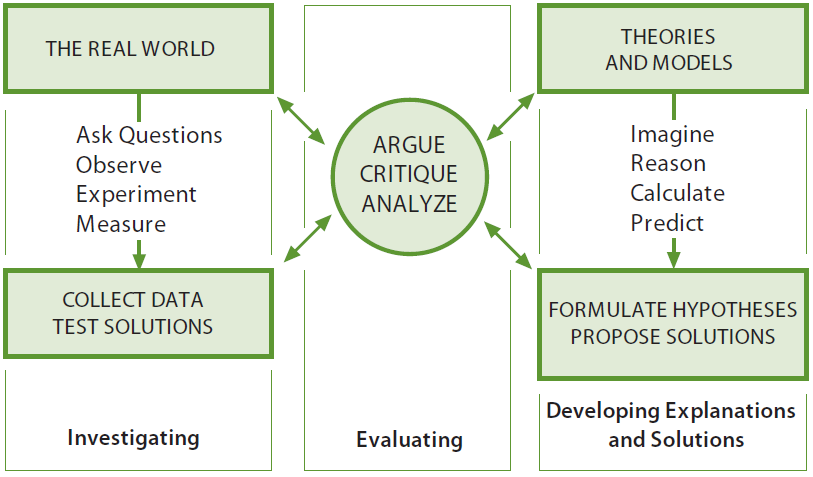 THE REAL WORLD
Ask Questions
Observe
Experiment
Measure
COLLECT DATA
TEST SOLUTIONS
Investigating
ARGUE
CRITIQUE
ANALYZE
Evaluating
THEORIES
AND MODELS
Imagine
Reason
Calculate
Predict
FORMULATE HYPOTHESES
PROPOSE SOLUTIONS
Developing Explanations
and Solutions